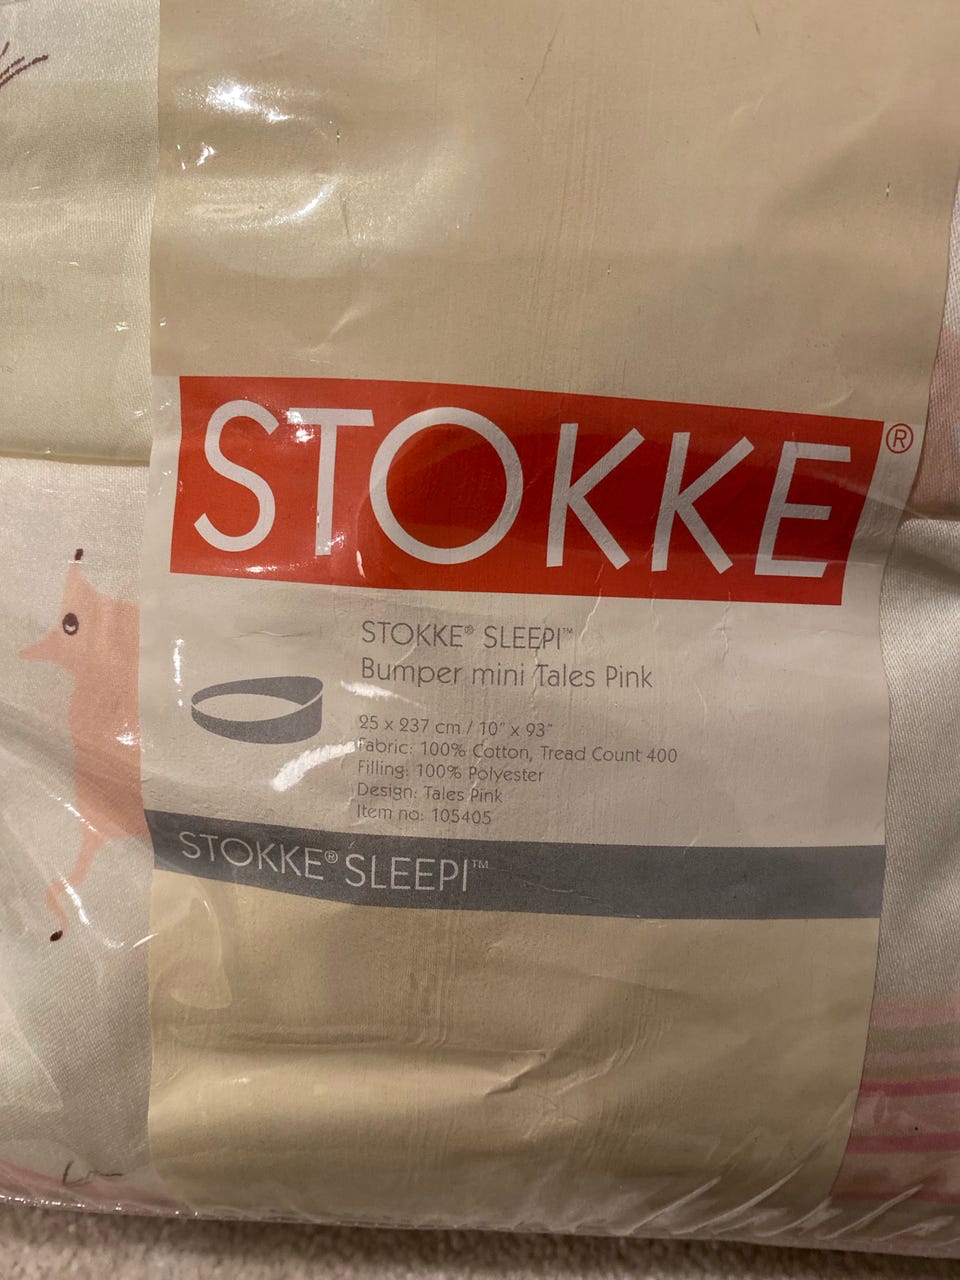 STOKKE®
STOKKE® SLEEPI™
Bumper mini Tales Pink
25 x 237 cm / 10" x 93"
Fabric: 100% Cotton, Tread Count 400
Filling: 100% Polyester
Design: Tales Pink
Item no: 105405
STOKKE® SLEEPI™